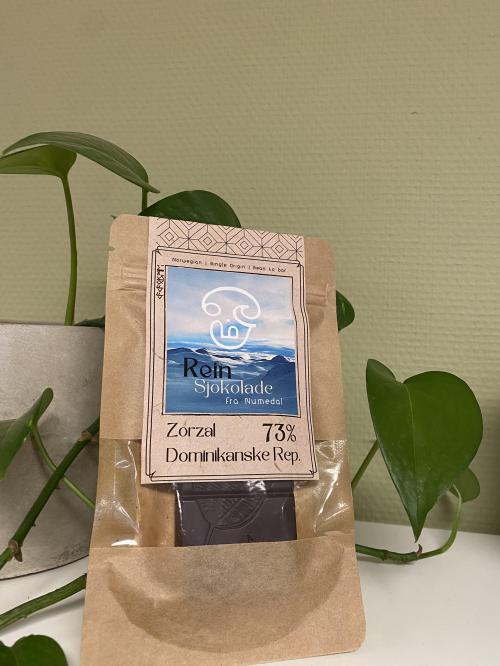 Norwegian | Single Origin | Bean to bar
Rein
Sjokolade
fra Numedal
Zorzal 73%
Dominikanske Rep.